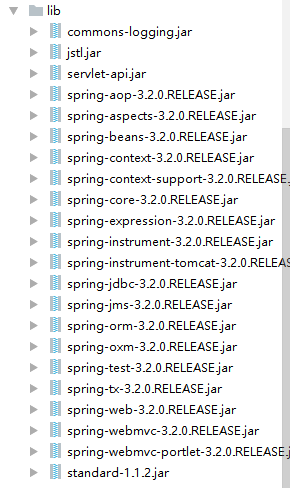 lib
commons-logging.jar
jstl.jar
servlet-api.jar
spring-aop-3.2.0.RELEASE.jar
spring-aspects-3.2.0.RELEASE.jar
spring-beans-3.2.0.RELEASE.jar
spring-context-3.2.0.RELEASE.jar
spring-context-support-3.2.0.RELEASE.j
spring-core-3.2.0.RELEASE.jar
spring-expression-3.2.0.RELEASE.jar
spring-instrument-3.2.0.RELEASE.jar
spring-instrument-tomcat-3.2.0.RELEASE
spring-jdbc-3.2.0.RELEASE.jar
spring-jms-3.2.0.RELEASE.jar
spring-orm-3.2.0.RELEASE.jar
spring-oxm-3.2.0.RELEASE.jar
spring-test-3.2.0.RELEASE.jar
spring-tx-3.2.0.RELEASE.jar
spring-web-3.2.0.RELEASE.jar
spring-webmvc-3.2.0.RELEASE.jar
spring-webmvc-portlet-3.2.0.RELEASE.j
standard-1.1.2.jar